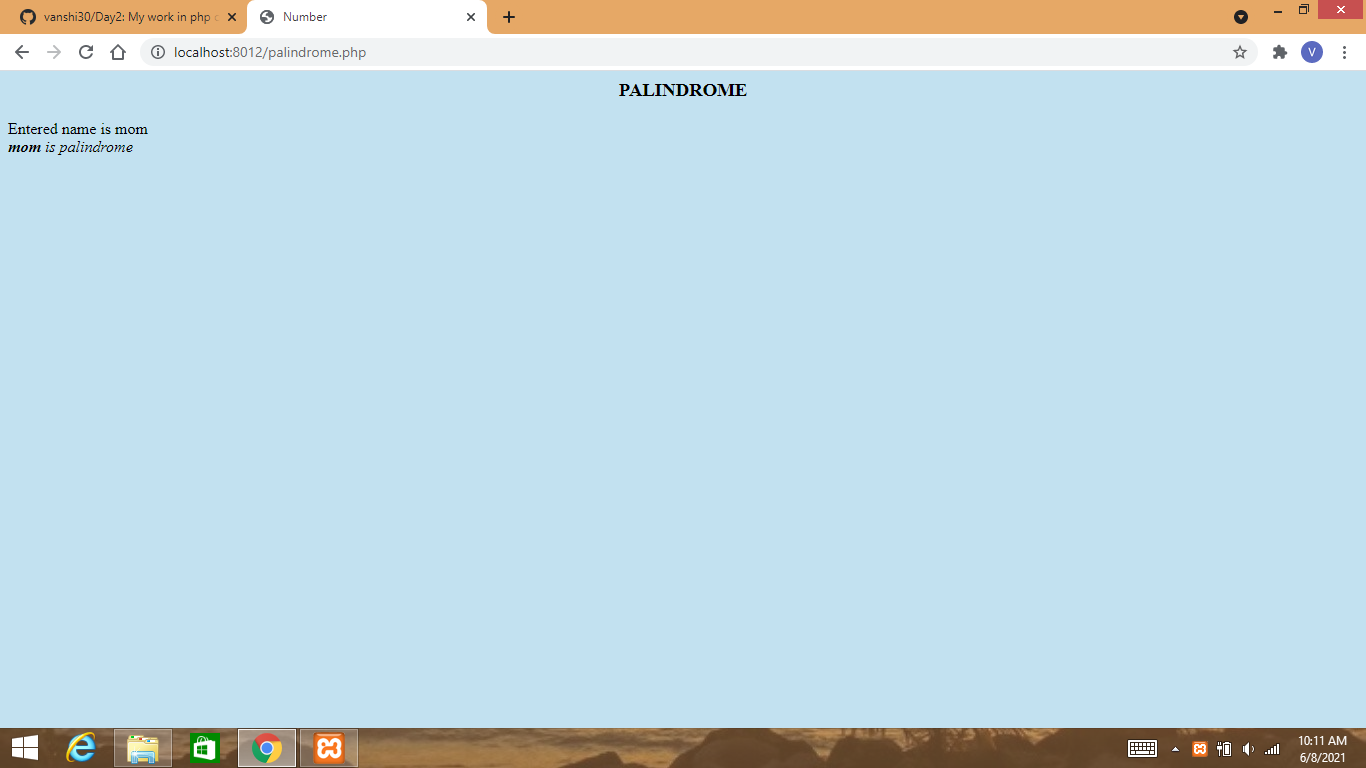 vanshi30/Day2: My work in php
Number
localhost:8012/palindrome.php
V
PALINDROME
Entered name is mom
mom is palindrome
10:11 AM
6/8/2021